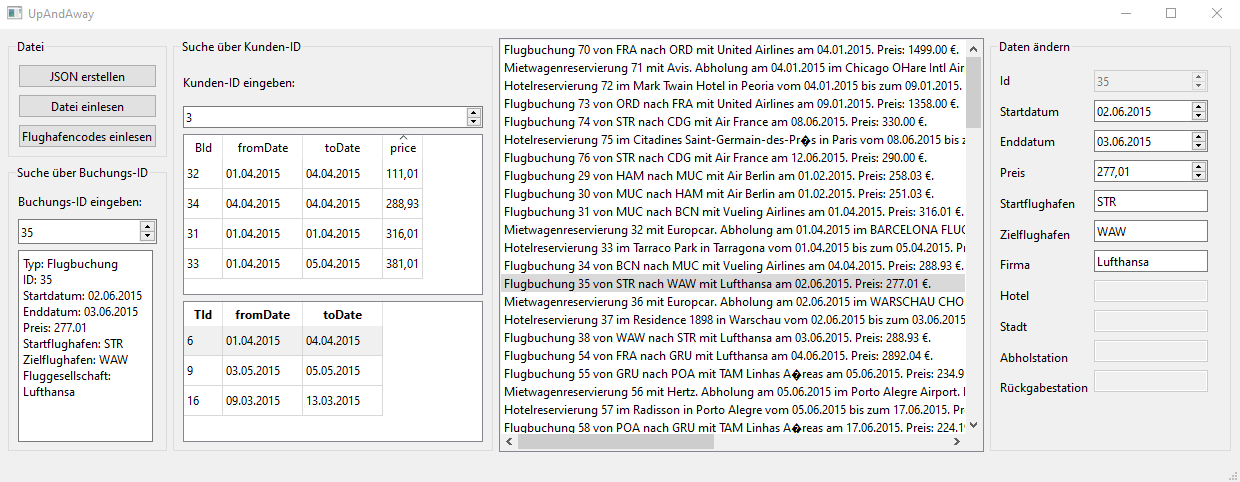 UpAndAway
Datei
JSON erstellen
Datei einlesen
Flughafencodes einlesen
Suche über Buchungs-ID
Buchungs-ID eingeben:
35
Typ: Flugbuchung
ID: 35
Startdatum: 02.06.2015
Enddatum: 03.06.2015
Preis: 277.01
Startflughafen: STR
Zielflughafen: WAW
Fluggesellschaft:
Lufthansa
Suche über Kunden-ID
Kunden-ID eingeben:
3
BId fromDate toDate price
32 01.04.2015 04.04.2015 111,01
34 04.04.2015 04.04.2015 288,93
31 01.04.2015 01.04.2015 316,01
33 01.04.2015 05.04.2015 381,01
TId fromDate toDate
6 01.04.2015 04.04.2015
9 03.05.2015 05.05.2015
16 09.03.2015 13.03.2015
Flugbuchung 70 von FRA nach ORD mit United Airlines am 04.01.2015. Preis: 1499.00 €.
Mietwagenreservierung 71 mit Avis. Abholung am 04.01.2015 im Chicago OHare Intl Air
Hotelreservierung 72 im Mark Twain Hotel in Peoria vom 04.01.2015 bis zum 09.01.2015.
Flugbuchung 73 von ORD nach FRA mit United Airlines am 09.01.2015. Preis: 1358.00 €.
Flugbuchung 74 von STR nach CDG mit Air France am 08.06.2015. Preis: 330.00 €.
Hotelreservierung 75 im Citadines Saint-Germain-des-Pr�s in Paris vom 08.06.2015 bis z
Flugbuchung 76 von STR nach CDG mit Air France am 12.06.2015. Preis: 290.00 €.
Flugbuchung 29 von HAM nach MUC mit Air Berlin am 01.02.2015. Preis: 258.03 €.
Flugbuchung 30 von MUC nach HAM mit Air Berlin am 01.02.2015. Preis: 251.03 €.
Flugbuchung 31 von MUC nach BCN mit Vueling Airlines am 01.04.2015. Preis: 316.01 €.
Mietwagenreservierung 32 mit Europcar. Abholung am 01.04.2015 im BARCELONA FLUG
Hotelreservierung 33 im Tarraco Park in Tarragona vom 01.04.2015 bis zum 05.04.2015. Pr
Flugbuchung 34 von BCN nach MUC mit Vueling Airlines am 04.04.2015. Preis: 288.93 €.
Flugbuchung 35 von STR nach WAW mit Lufthansa am 02.06.2015. Preis: 277.01 €.
Mietwagenreservierung 36 mit Europcar. Abholung am 02.06.2015 im WARSCHAU CHO
Hotelreservierung 37 im Residence 1898 in Warschau vom 02.06.2015 bis zum 03.06.2015
Flugbuchung 38 von WAW nach STR mit Lufthansa am 03.06.2015. Preis: 288.93 €.
Flugbuchung 54 von FRA nach GRU mit Lufthansa am 04.06.2015. Preis: 2892.04 €.
Flugbuchung 55 von GRU nach POA mit TAM Linhas A�reas am 05.06.2015. Preis: 234.9
Mietwagenreservierung 56 mit Hertz. Abholung am 05.06.2015 im Porto Alegre Airport.
Hotelreservierung 57 im Radisson in Porto Alegre vom 05.06.2015 bis zum 17.06.2015. Pr
Flugbuchung 58 von POA nach GRU mit TAM Linhas A�reas am 17.06.2015. Preis: 224.1
Daten ändern
Id 35
Startdatum 02.06.2015
Enddatum 03.06.2015
Preis 277,01
Startflughafen STR
Zielflughafen WAW
Firma Lufthansa
Hotel
Stadt
Abholstation
Rückgabestation